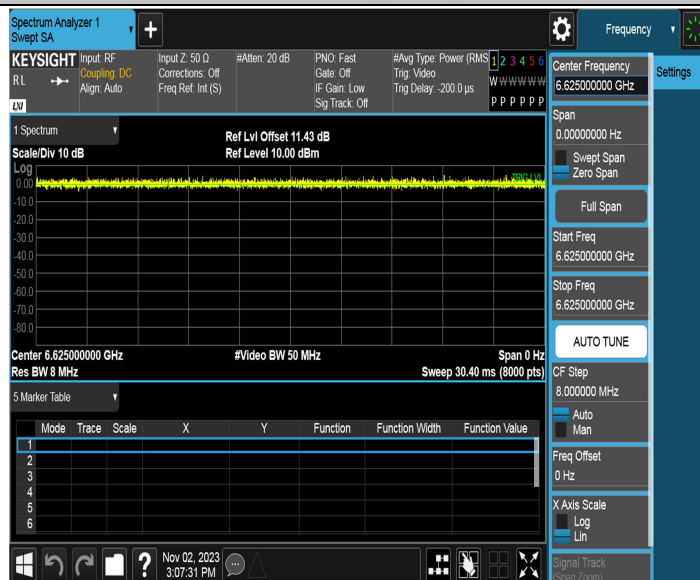 Spectrum Analyzer 1
Swept SA
Frequency
KEYSIGHT
RL
LXI
Input: RF
Coupling: DC
Align: Auto
Input Z: 50 Ω
Corrections: Off
Freq Ref: Int (S)
#Atten: 20 dB
PNO: Fast
Gate: Off
IF Gain: Low
Sig Track: Off
#Avg Type: Power (RMS
Trig: Video
Trig Delay: -200.0 µs
1 2 3 4 5 6
W W W W W W
P P P P P P
Center Frequency
6.625000000 GHz
Settings
Span
0.00000000 Hz
Swept Span
Zero Span
Full Span
Start Freq
6.625000000 GHz
Stop Freq
6.625000000 GHz
AUTO TUNE
CF Step
8.000000 MHz
Auto
Man
Freq Offset
0 Hz
X Axis Scale
Log
Lin
Signal Track
(Span Zoom)
1 Spectrum
Scale/Div 10 dB
Ref Lvl Offset 11.43 dB
Ref Level 10.00 dBm
Log
TRIG LVL
0.00
-10.0
-20.0
-30.0
-40.0
-50.0
-60.0
-70.0
-80.0
Center 6.625000000 GHz
#Video BW 50 MHz
Span 0 Hz
Res BW 8 MHz
Sweep 30.40 ms (8000 pts)
5 Marker Table
Mode Trace Scale X Y Function Function Width Function Value
1
2
3
4
5
6
?
Nov 02, 2023
3:07:31 PM